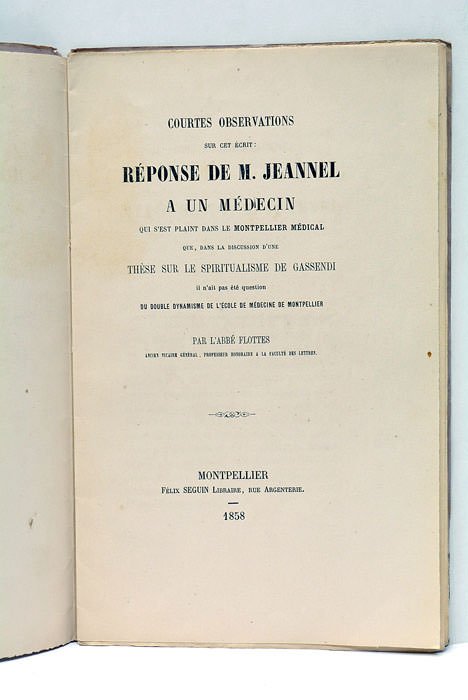 COURTES OBSERVATIONS
SUR CET ÉCRIT:
RÉPONSE DE M. JEANNEL
A UN MÉDECIN
QUI S'EST PLAINT DANS LE MONTPELLIER MÉDICAL
QUE, DANS LA DISCUSSION D'UNE
THÈSE SUR LE SPIRITUALISME DE GASSENDI
il n'ait pas été question
DU DOUBLE DYNAMISME DE L'ÉCOLE DE MÉDECINE DE MONTPELLIER
PAR L'ABBÉ FLOTTES
ANCIEN VICAIRE GÉNÉRAL, PROFESSEUR HONORAIRE A LA FACULTÉ DES LETTRES.
MONTPELLIER
FÉLIX SEGUIN LIBRAIRE, RUE ARGENTERIE.
1858